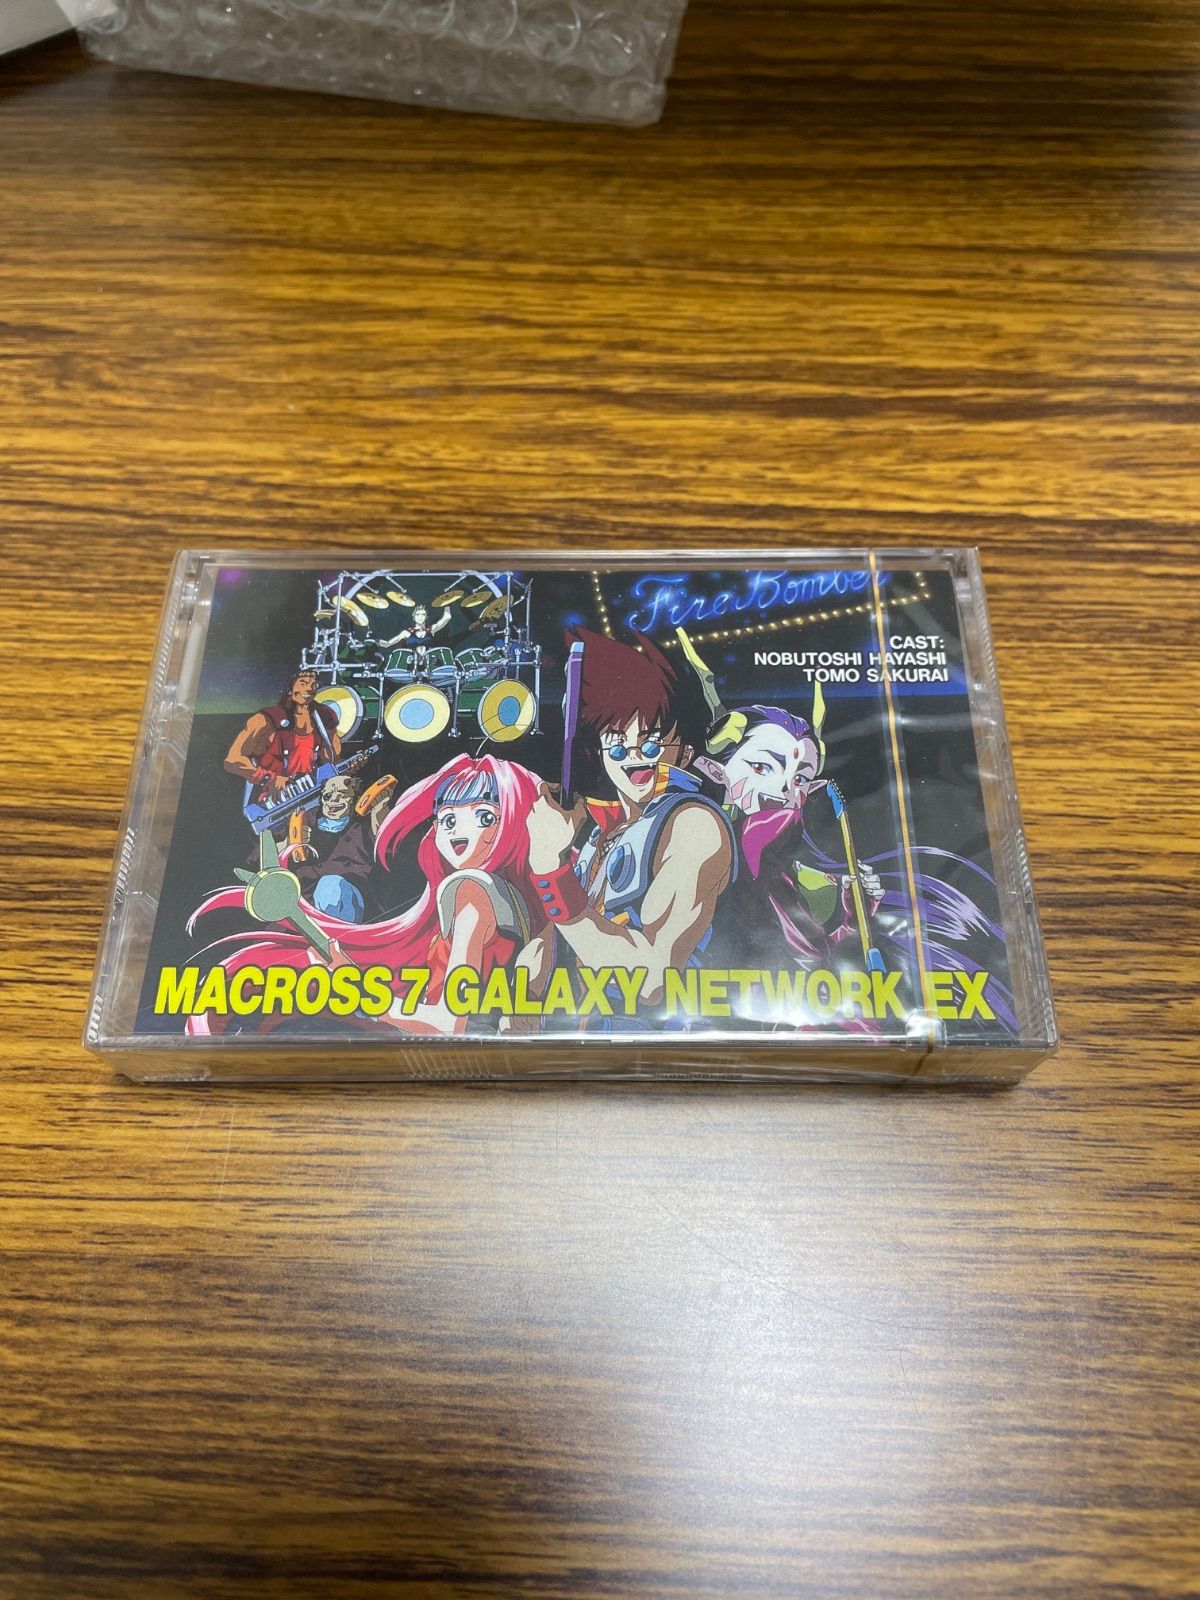 Fire Bomber
CAST:
NOBUTOSHI HAYASHI
TOMO SAKURAI
MACROSS 7 GALAXY NETWORK EX